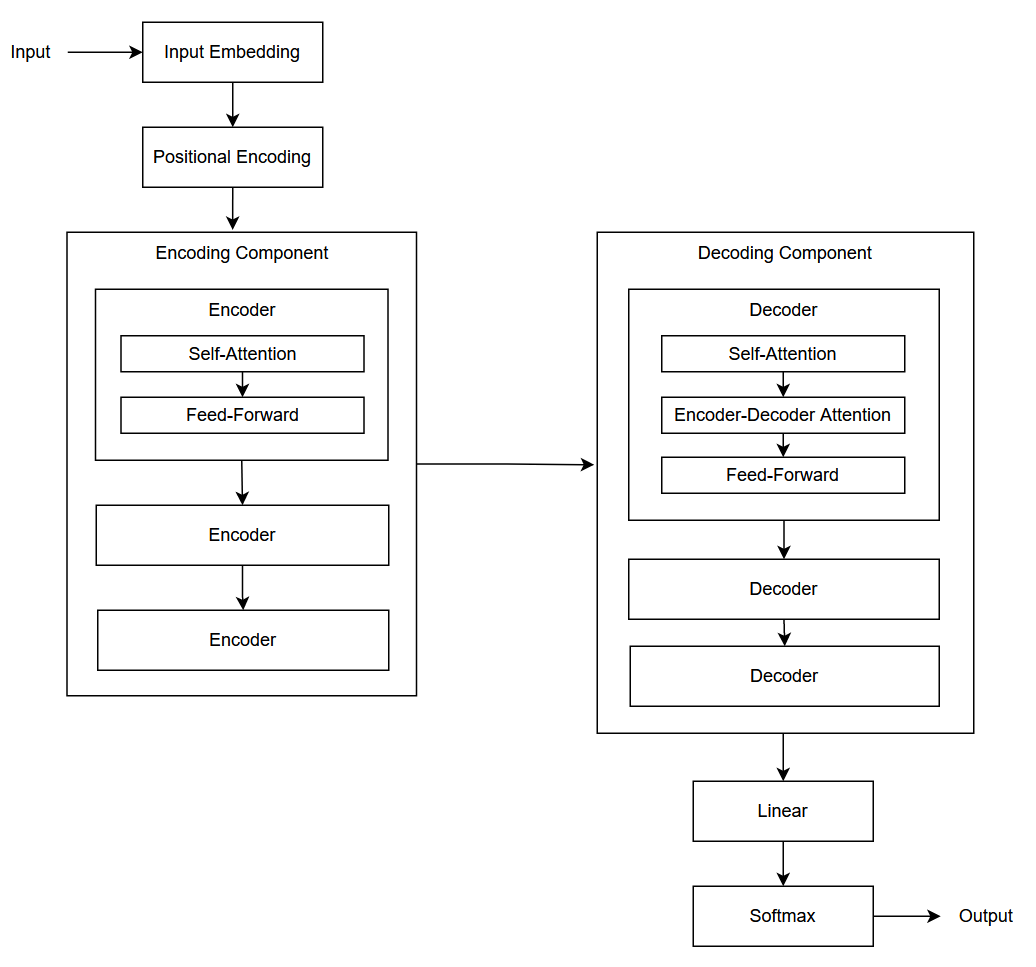 Input
Input Embedding
Positional Encoding
Encoding Component
Encoder
Self-Attention
Feed-Forward
Encoder
Encoder
Decoding Component
Decoder
Self-Attention
Encoder-Decoder Attention
Feed-Forward
Decoder
Decoder
Linear
Softmax
Output